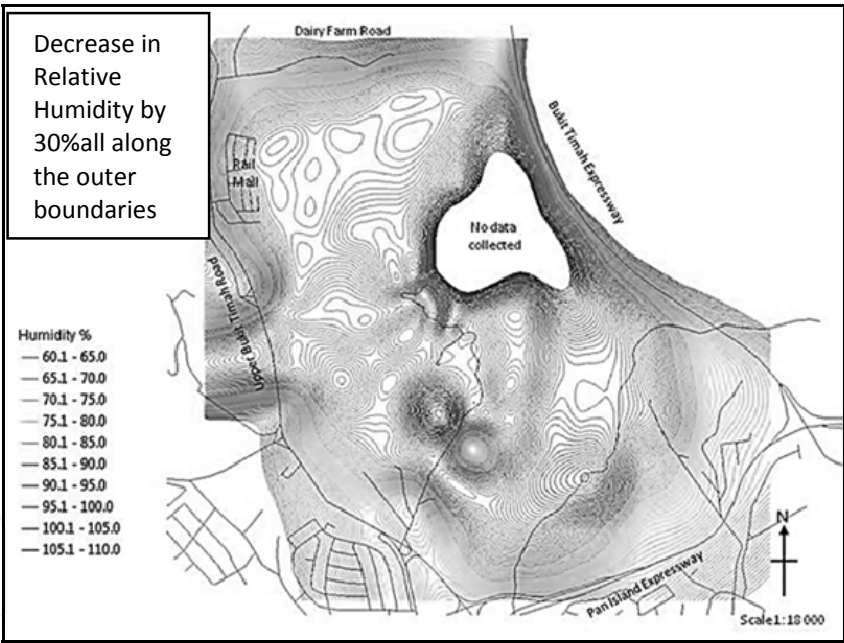 Decrease in
Relative
Humidity by
30%all along
the outer
boundaries
Dairy Farm Road
Bukit Timah Expressway
Rail
Mall
No data
collected
Upper Bukit Timah Road
Humidity %
60.1 - 65.0
65.1 - 70.0
70.1 - 75.0
75.1 - 80.0
80.1 - 85.0
85.1 - 90.0
90.1 - 95.0
95.1 - 100.0
100.1 - 105.0
105.1 - 110.0
Pan Island Expressway
N
Scale1.:18 000